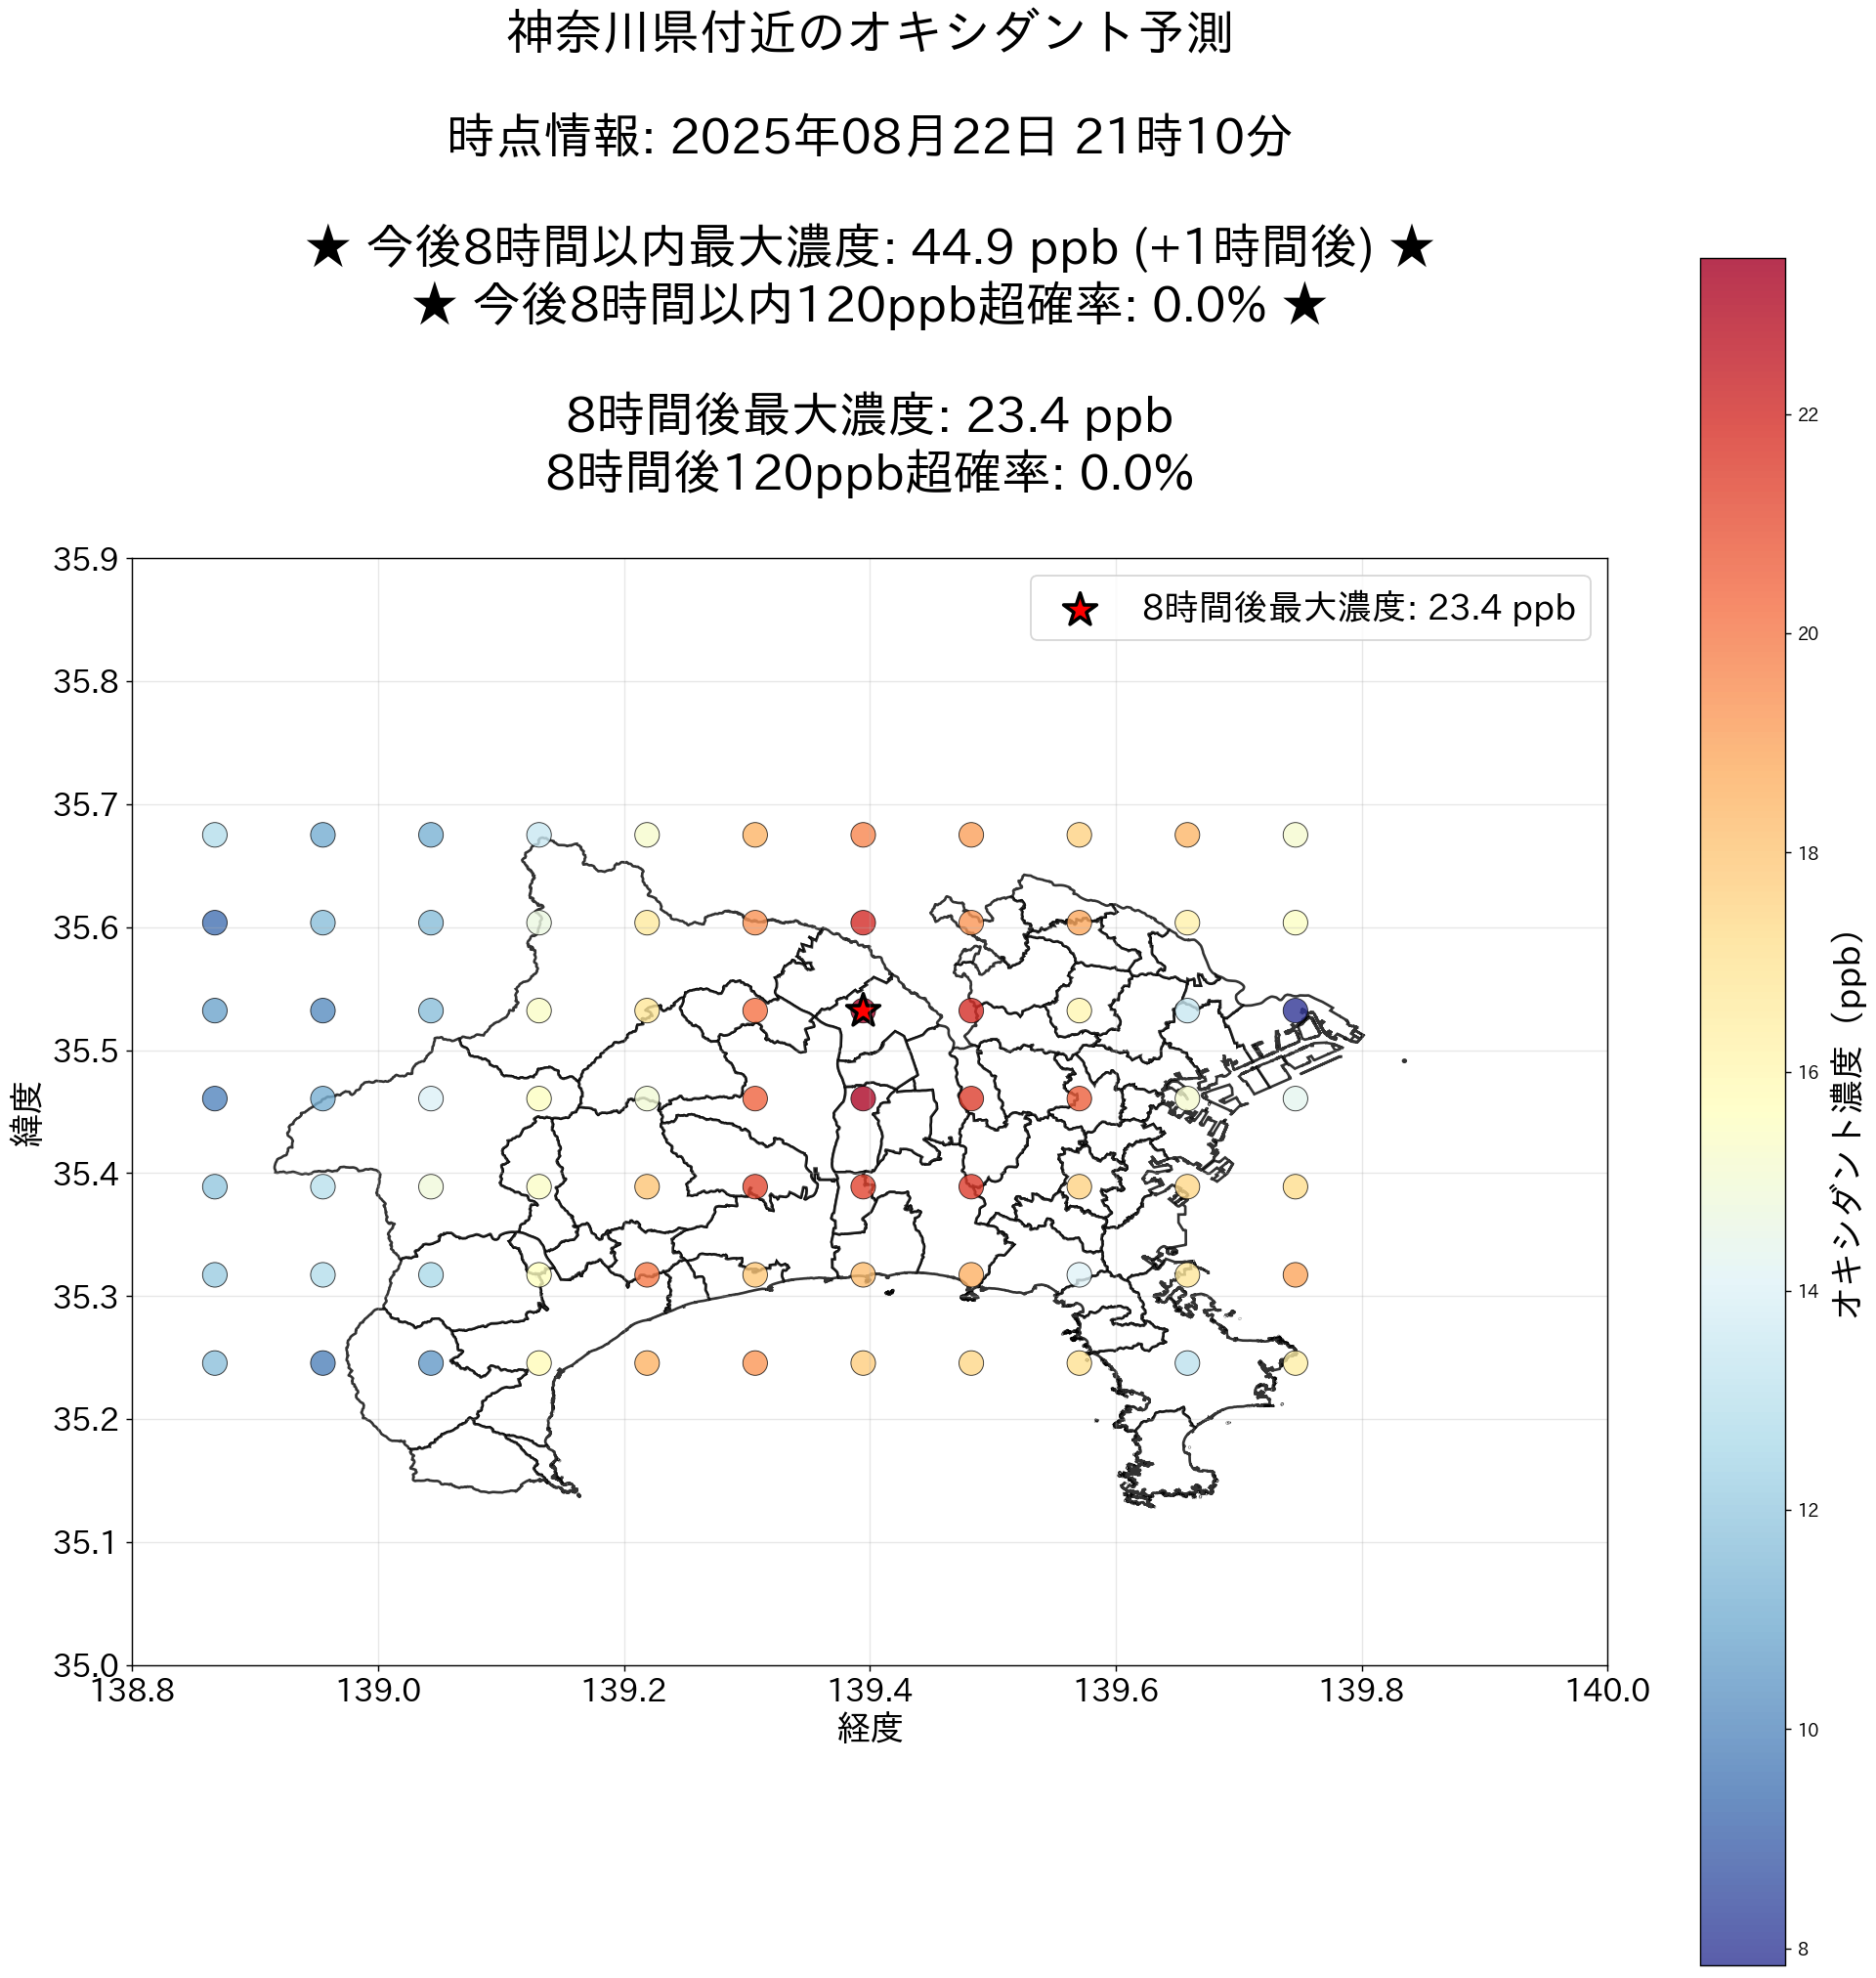 神奈川県付近のオキシダント予測
時点情報: 2025年08月22日 21時10分
★ 今後8時間以内最大濃度: 44.9 ppb (+1時間後) ★
★ 今後8時間以内120ppb超確率: 0.0% ★
8時間後最大濃度: 23.4 ppb
8時間後120ppb超確率: 0.0%
8時間後最大濃度: 23.4 ppb
35.9
35.8
35.7
35.6
35.5
35.4
35.3
35.2
35.1
35.0
緯度
138.8
139.0
139.2
139.4
139.6
139.8
140.0
経度
22
20
18
16
14
12
10
8
オキシダント濃度 (ppb)